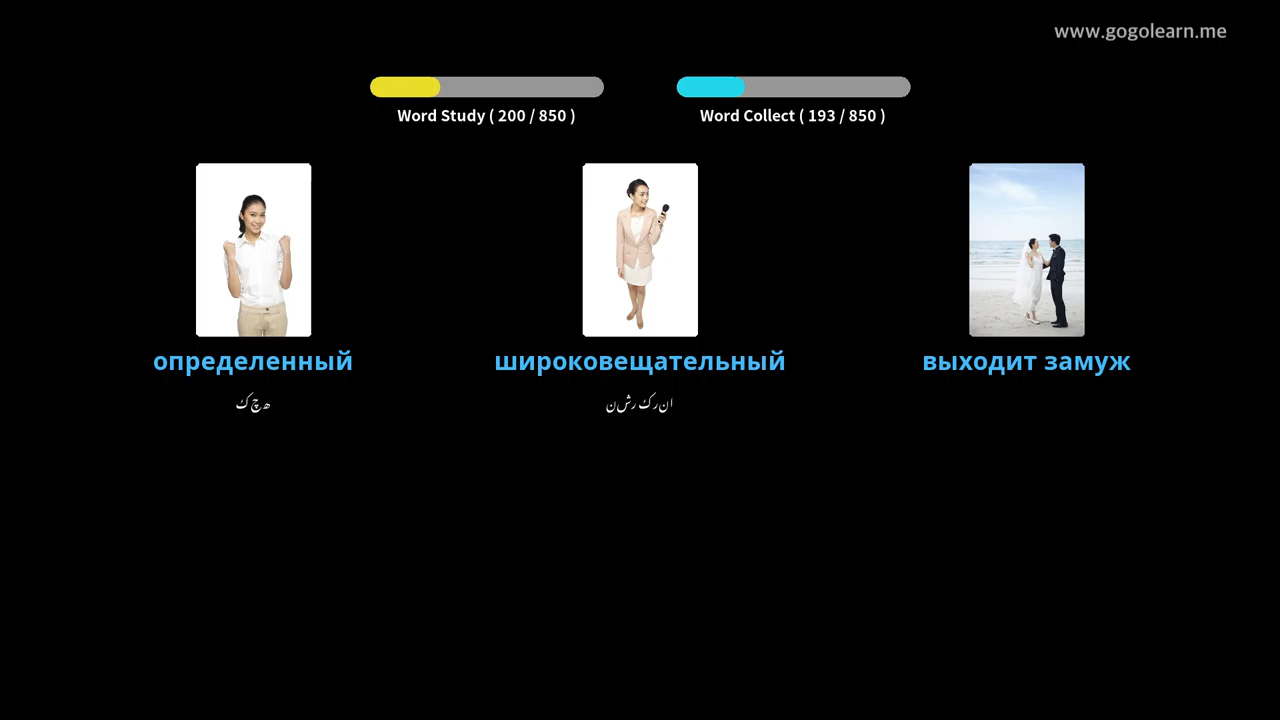 www.gogolearn.me
Word Study ( 200 / 850 )
Word Collect ( 193 / 850 )
определенный
широковещательный
выходит замуж
ھ چ ک
ا ن ر ک ر ش ن